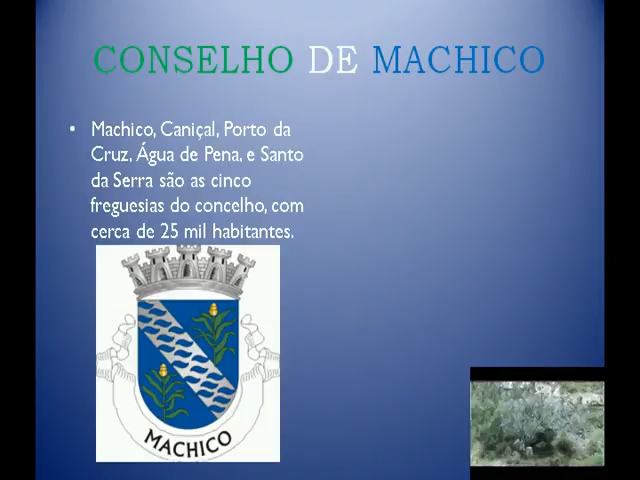 CONSELHO DE MACHICO
• Machico, Caniçal, Porto da
Cruz, Água de Pena, e Santo
da Serra são as cinco
freguesias do concelho, com
cerca de 25 mil habitantes.
MACHICO